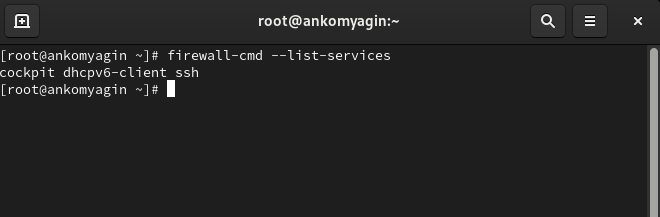 root@ankomyagin:~
[root@ankomyagin ~]# firewall-cmd --list-services
cockpit dhcpv6-client ssh
[root@ankomyagin ~]#